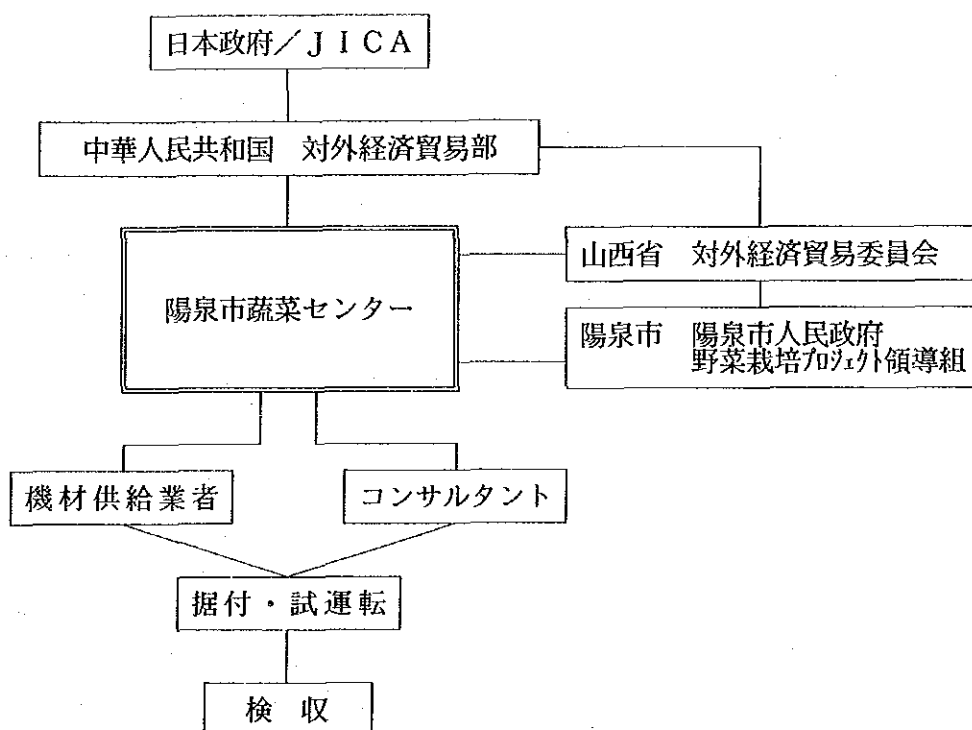 日本政府／ＪＩＣＡ
中華人民共和国　対外経済貿易部
陽泉市蔬菜センター
山西省　対外経済貿易委員会
陽泉市　陽泉市人民政府
野菜栽培ﾌﾟﾛｼﾞｪｸﾄ領導組
機材供給業者
コンサルタント
据付・試運転
検　収